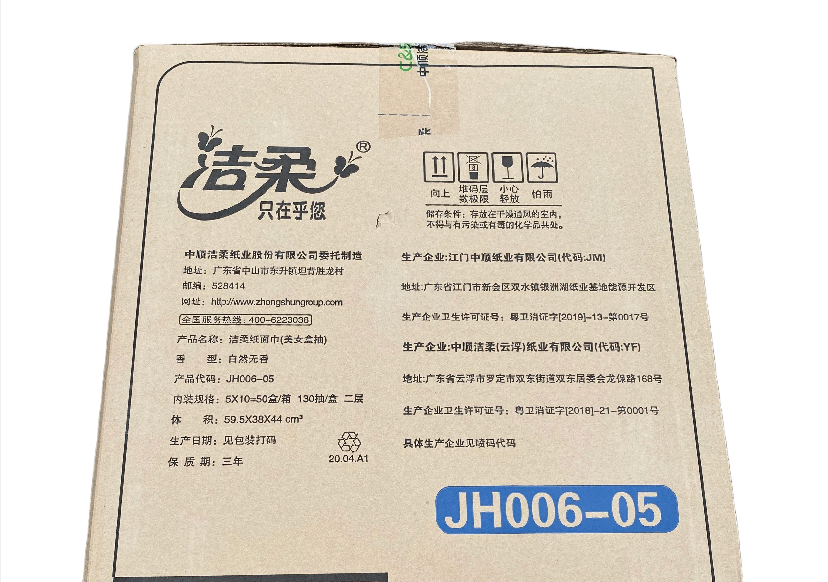 C&S
中顺洁
洁柔®
只在乎您
向上
堆码层数极限
小心轻放
怕雨
储存条件：存放在干燥通风的室内，
不得与有污染或有毒的化学品共处。
中顺洁柔纸业股份有限公司委托制造
地址：广东省中山市东升镇坦背胜龙村
邮编：528414
网址：http://www.zhongshungroup.com
全国服务热线：400-6223038
产品名称：洁柔纸面巾(美女盒抽)
香 型：自然无香
产品代码：JH006-05
内装规格：5X10=50盒/箱 130抽/盒 二层
体 积：59.5X38X44 cm³
生产日期：见包装打码
保 质 期：三年
20.04.A1
生产企业:江门中顺纸业有限公司(代码:JM)
地址:广东省江门市新会区双水镇银洲湖纸业基地能源开发区
生产企业卫生许可证号：粤卫消证字[2019]-13-第0017号
生产企业:中顺洁柔(云浮)纸业有限公司(代码:YF)
地址:广东省云浮市罗定市双东街道双东居委会龙保路168号
生产企业卫生许可证号：粤卫消证字[2018]-21-第0001号
具体生产企业见喷码代码
JH006-05